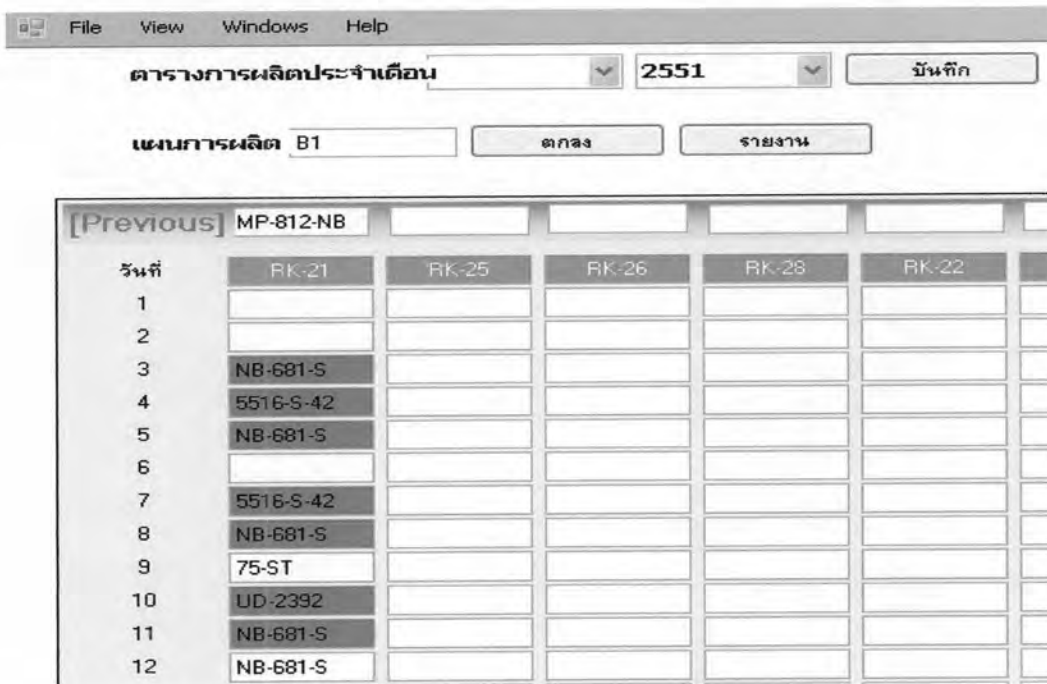 File View Windows Help
ตารางการผลิตประจำเดือน 2551 บันทึก
แผนการผลิต B1 ตกลง รายงาน
[Previous] MP-812-NB
วันที่ RK-21 RK-25 RK-26 RK-28 RK-22
1
2
3 NB-681-S
4 5516-S-42
5 NB-681-S
6
7 5516-S-42
8 NB-681-S
9 75-ST
10 UD-2392
11 NB-681-S
12 NB-681-S